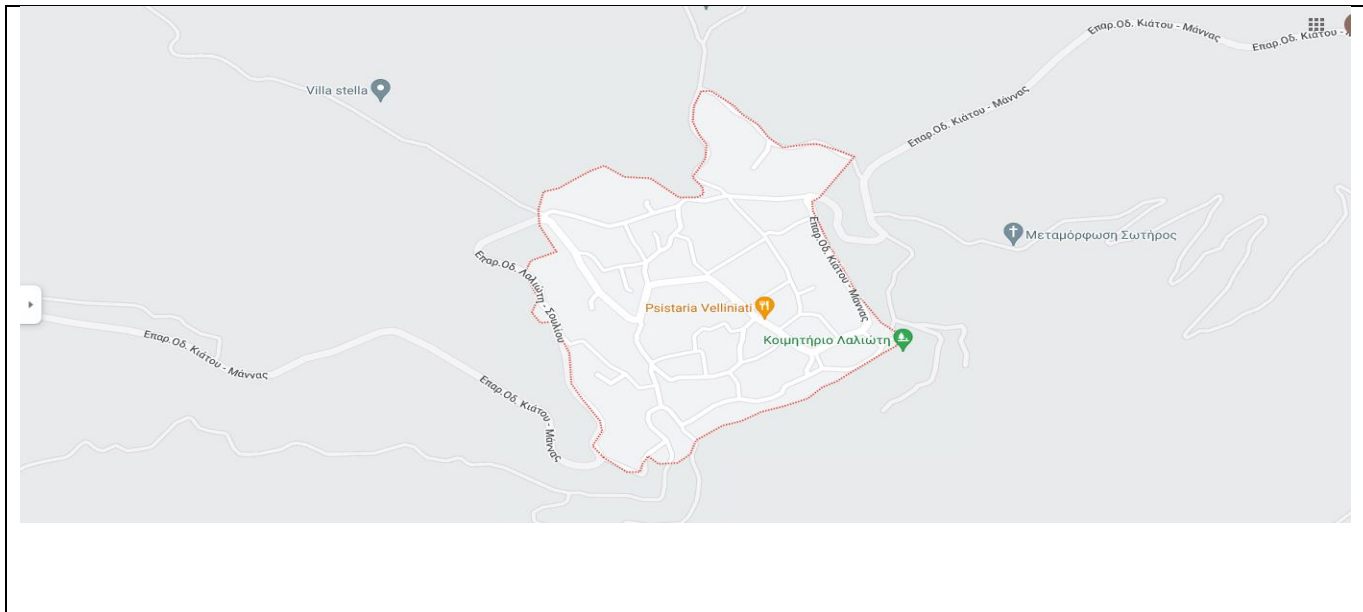 Επαρ.Οδ. Κιάτου - Μάννας
Επαρ.Οδ. Κιάτου -
Villa stella
Επαρ.Οδ. Κιάτου - Μάννας
Μεταμόρφωση Σωτήρος
Επαρ.Οδ. Κιάτου - Μάννας
Επαρ.Οδ. Λαλιώτη - Σουλίου
Psistaria Velliniati
Κοιμητήριο Λαλιώτη
Επαρ.Οδ. Κιάτου - Μάννας
Επαρ.Οδ. Κιάτου - Μάννας